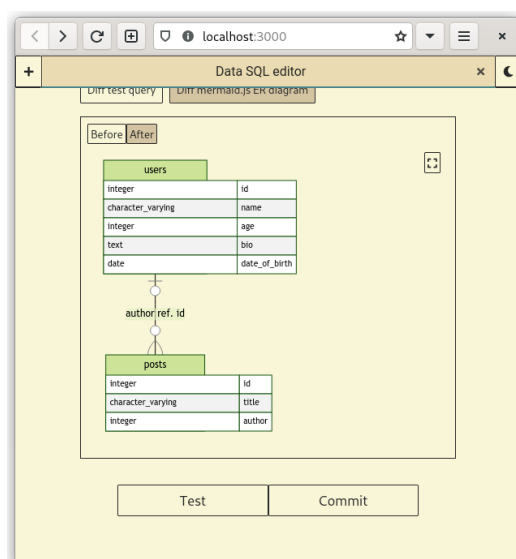 localhost:3000
+ Data SQL editor ×
Diff test query Diff mermaid.js ER diagram
Before After
users
integer id
character_varying name
integer age
text bio
date date_of_birth
author ref. id
posts
integer id
character_varying title
integer author
Test Commit